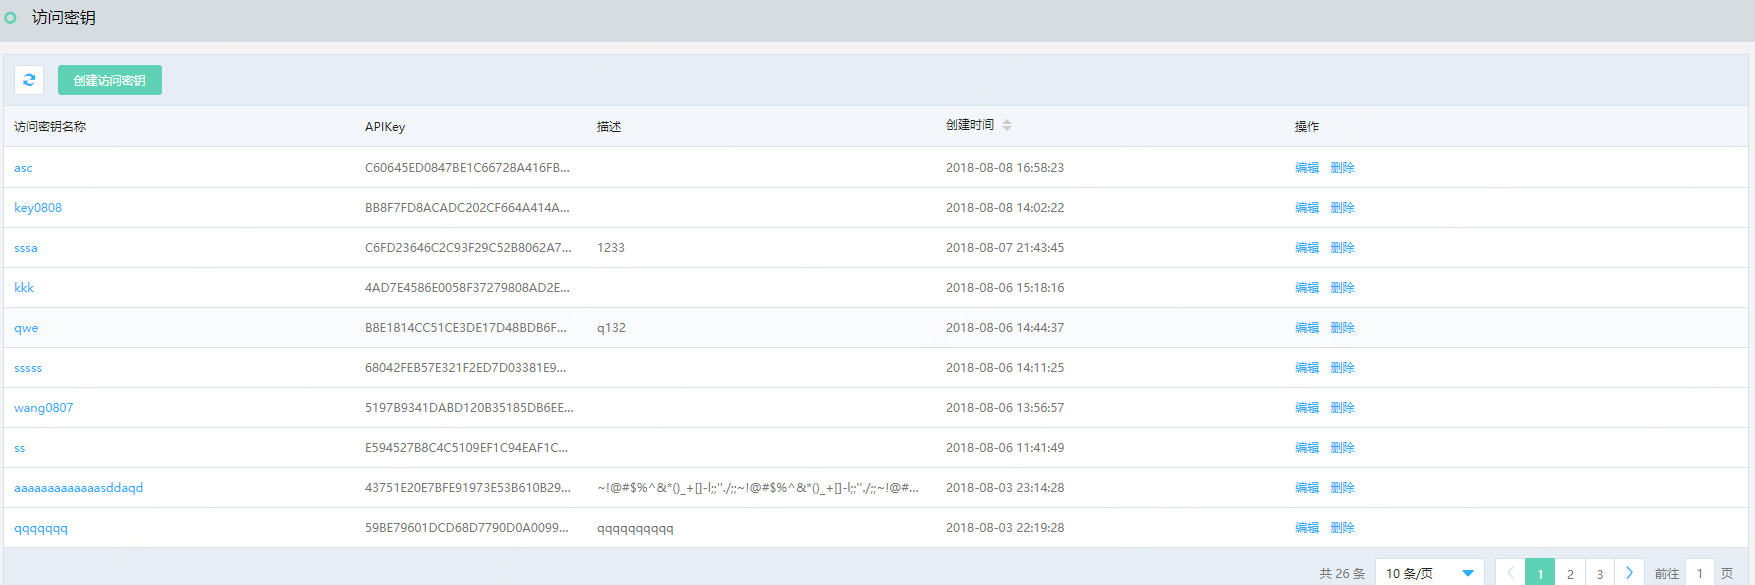 访问密钥
创建访问密钥
访问密钥名称 APIKey 描述 创建时间 操作
asc C60645ED0847BE1C66728A416FB... 2018-08-08 16:58:23 编辑 删除
key0808 BB8F7FD8ACADC202CF664A414A... 2018-08-08 14:02:22 编辑 删除
sssa C6FD23646C2C93F29C52B8062A7... 1233 2018-08-07 21:43:45 编辑 删除
kkk 4AD7E4586E0058F37279808AD2E... 2018-08-06 15:18:16 编辑 删除
qwe B8E1814CC51CE3DE17D48BDB6F... q132 2018-08-06 14:44:37 编辑 删除
sssss 68042FEB57E321F2ED7D03381E9... 2018-08-06 14:11:25 编辑 删除
wang0807 5197B9341DABD120B35185DB6EE... 2018-08-06 13:56:57 编辑 删除
ss E594527B8C4C5109EF1C94EAF1C... 2018-08-06 11:41:49 编辑 删除
aaaaaaaaaaaaasddaqd 43751E20E7BFE91973E53B610B29... ~!@#$%^&*()_+[]-l;;''./;;~!@#$%^&*()_+[]-l;;''./;;~!@#... 2018-08-03 23:14:28 编辑 删除
qqqqqqq 59BE79601DCD68D7790D0A0099... qqqqqqqqqq 2018-08-03 22:19:28 编辑 删除
共 26 条 10 条/页 1 2 3 前往 1 页